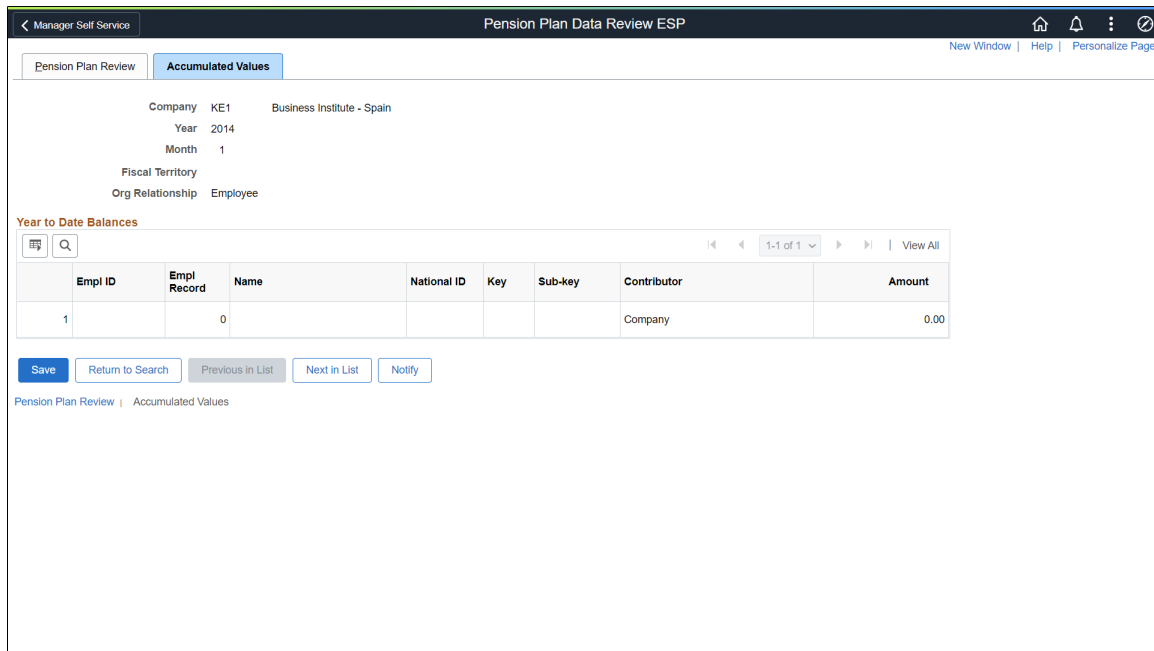 Manager Self Service
Pension Plan Data Review ESP
New Window | Help | Personalize Page
Pension Plan Review
Accumulated Values
Company KE1 Business Institute - Spain
Year 2014
Month 1
Fiscal Territory
Org Relationship Employee
Year to Date Balances
1-1 of 1 | View All
Empl ID Empl Record Name National ID Key Sub-key Contributor Amount
1 0 Company 0.00
Save Return to Search Previous in List Next in List Notify
Pension Plan Review | Accumulated Values